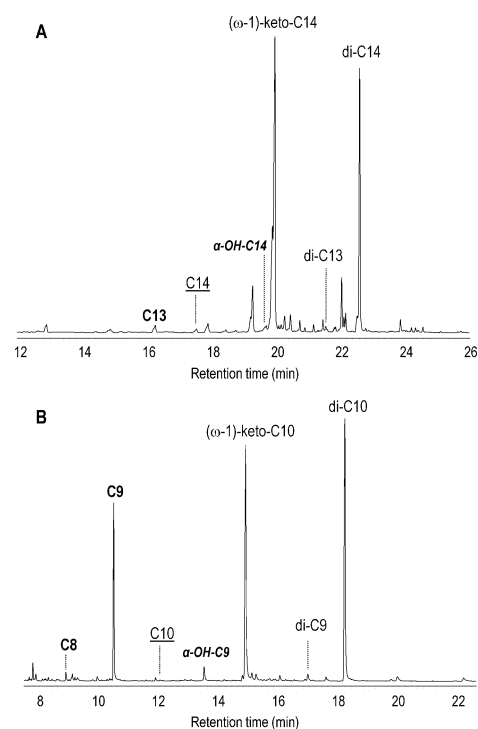 A
(ω-1)-keto-C14
di-C14
α-OH-C14
di-C13
C14
C13
12 14 16 18 20 22 24 26
Retention time (min)
B
di-C10
(ω-1)-keto-C10
C9
C8
C10
α-OH-C9
di-C9
8 10 12 14 16 18 20 22
Retention time (min)